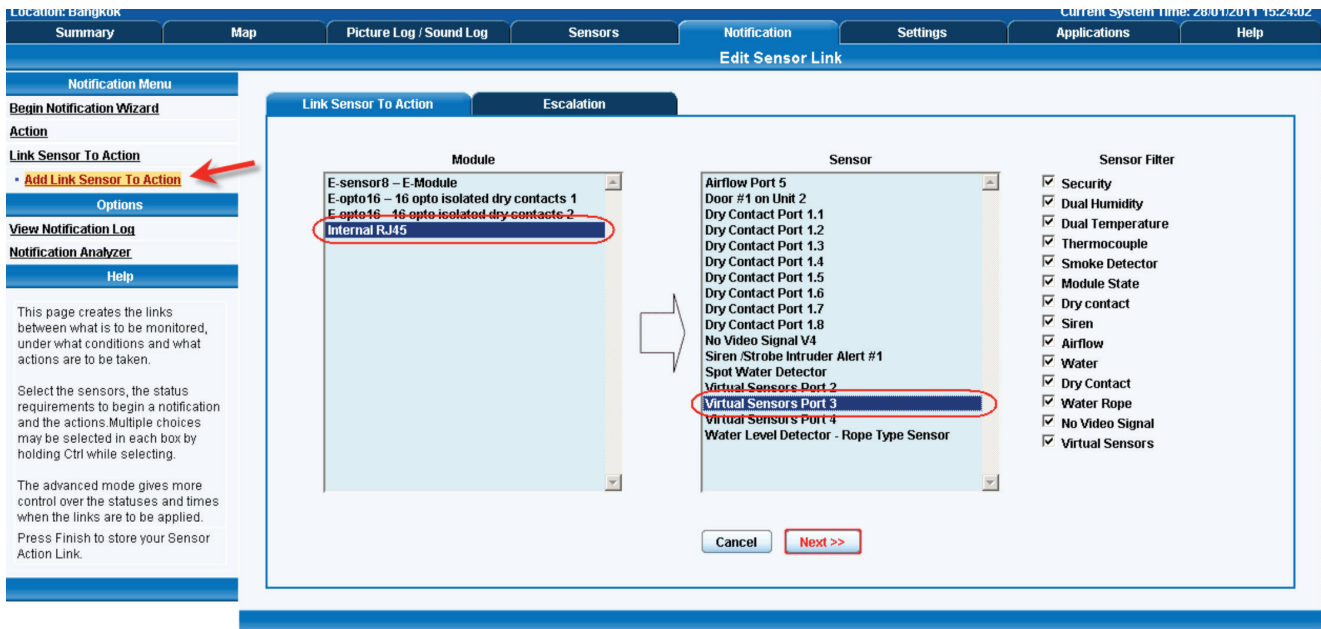 Location: Bangkok
Current System Time: 28/01/2011 15:24:02
Summary
Map
Picture Log / Sound Log
Sensors
Notification
Settings
Applications
Help
Edit Sensor Link
Notification Menu
Begin Notification Wizard
Action
Link Sensor To Action
Add Link Sensor To Action
Options
View Notification Log
Notification Analyzer
Help
This page creates the links
between what is to be monitored,
under what conditions and what
actions are to be taken.
Select the sensors, the status
requirements to begin a notification
and the actions.Multiple choices
may be selected in each box by
holding Ctrl while selecting.
The advanced mode gives more
control over the statuses and times
when the links are to be applied.
Press Finish to store your Sensor
Action Link.
Link Sensor To Action
Escalation
Module
E-sensor8 – E-Module
E-opto16 – 16 opto isolated dry contacts 1
E-opto16 – 16 opto isolated dry contacts 2
Internal RJ45
Sensor
Airflow Port 5
Door #1 on Unit 2
Dry Contact Port 1.1
Dry Contact Port 1.2
Dry Contact Port 1.3
Dry Contact Port 1.4
Dry Contact Port 1.5
Dry Contact Port 1.6
Dry Contact Port 1.7
Dry Contact Port 1.8
No Video Signal V4
Siren /Strobe Intruder Alert #1
Spot Water Detector
Virtual Sensors Port 2
Virtual Sensors Port 3
Virtual Sensors Port 4
Water Level Detector - Rope Type Sensor
Sensor Filter
Security
Dual Humidity
Dual Temperature
Thermocouple
Smoke Detector
Module State
Dry contact
Siren
Airflow
Water
Dry Contact
Water Rope
No Video Signal
Virtual Sensors
Cancel
Next >>